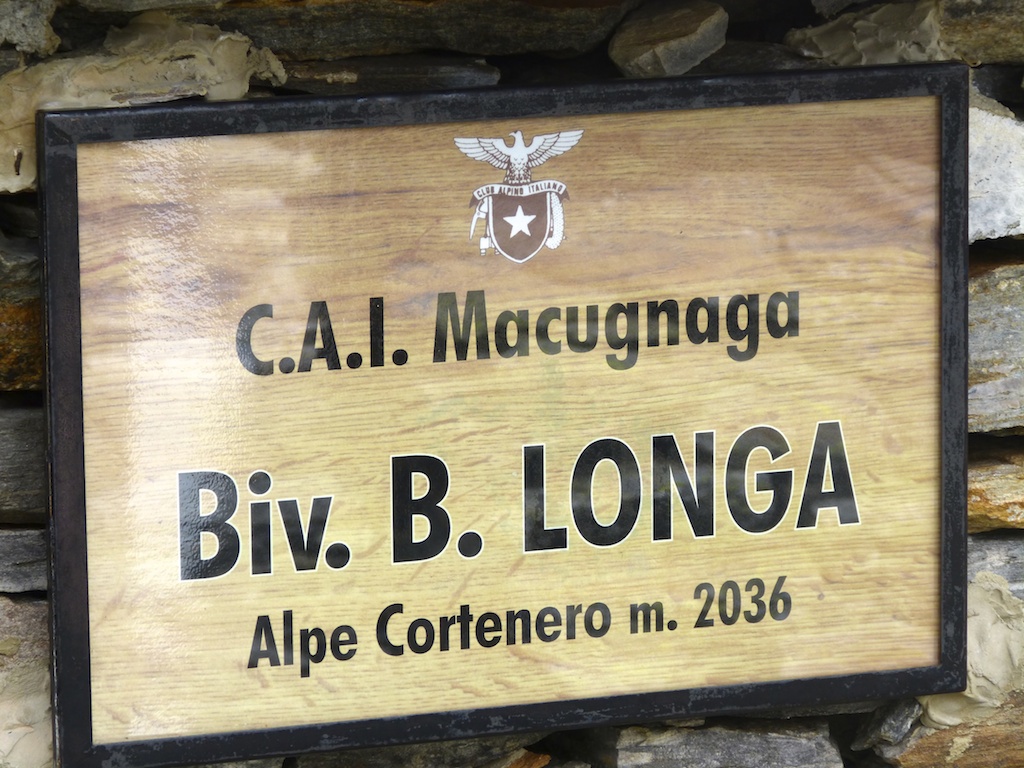 CLUB ALPINO ITALIANO
C.A.I. Macugnaga
Biv. B. LONGA
Alpe Cortenero m. 2036